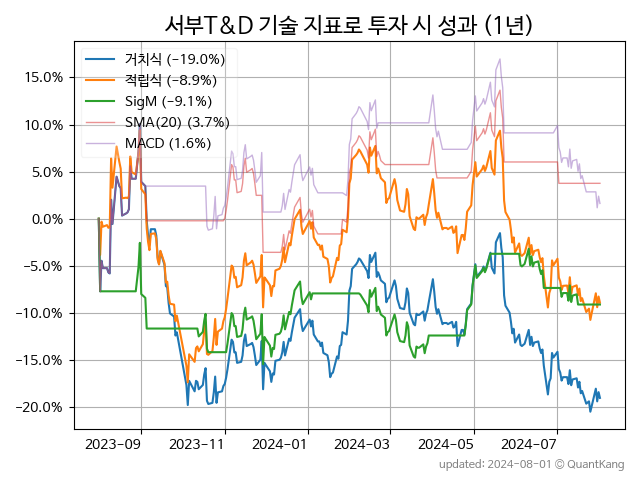 서부T&D 기술 지표로 투자 시 성과 (1년)
거치식 (-19.0%)
적립식 (-8.9%)
SigM (-9.1%)
SMA(20) (3.7%)
MACD (1.6%)
15.0%
10.0%
5.0%
0.0%
-5.0%
-10.0%
-15.0%
-20.0%
2023-09 2023-11 2024-01 2024-03 2024-05 2024-07
updated: 2024-08-01 © QuantKang